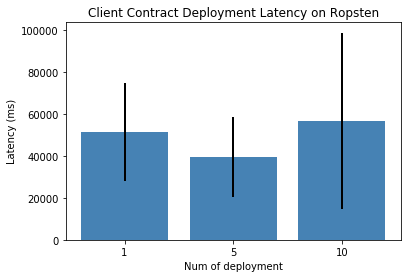 Client Contract Deployment Latency on Ropsten
Latency (ms)
100000
80000
60000
40000
20000
0
1 5 10
Num of deployment